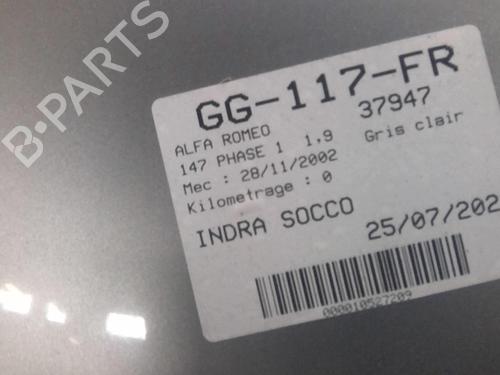 B-PARTS
GG-117-FR
37947
ALFA ROMEO
147 PHASE 1 1,9 Gris clair
Mec : 28/11/2002
Kilometrage : 0
INDRA SOCCO 25/07/202
000010527209